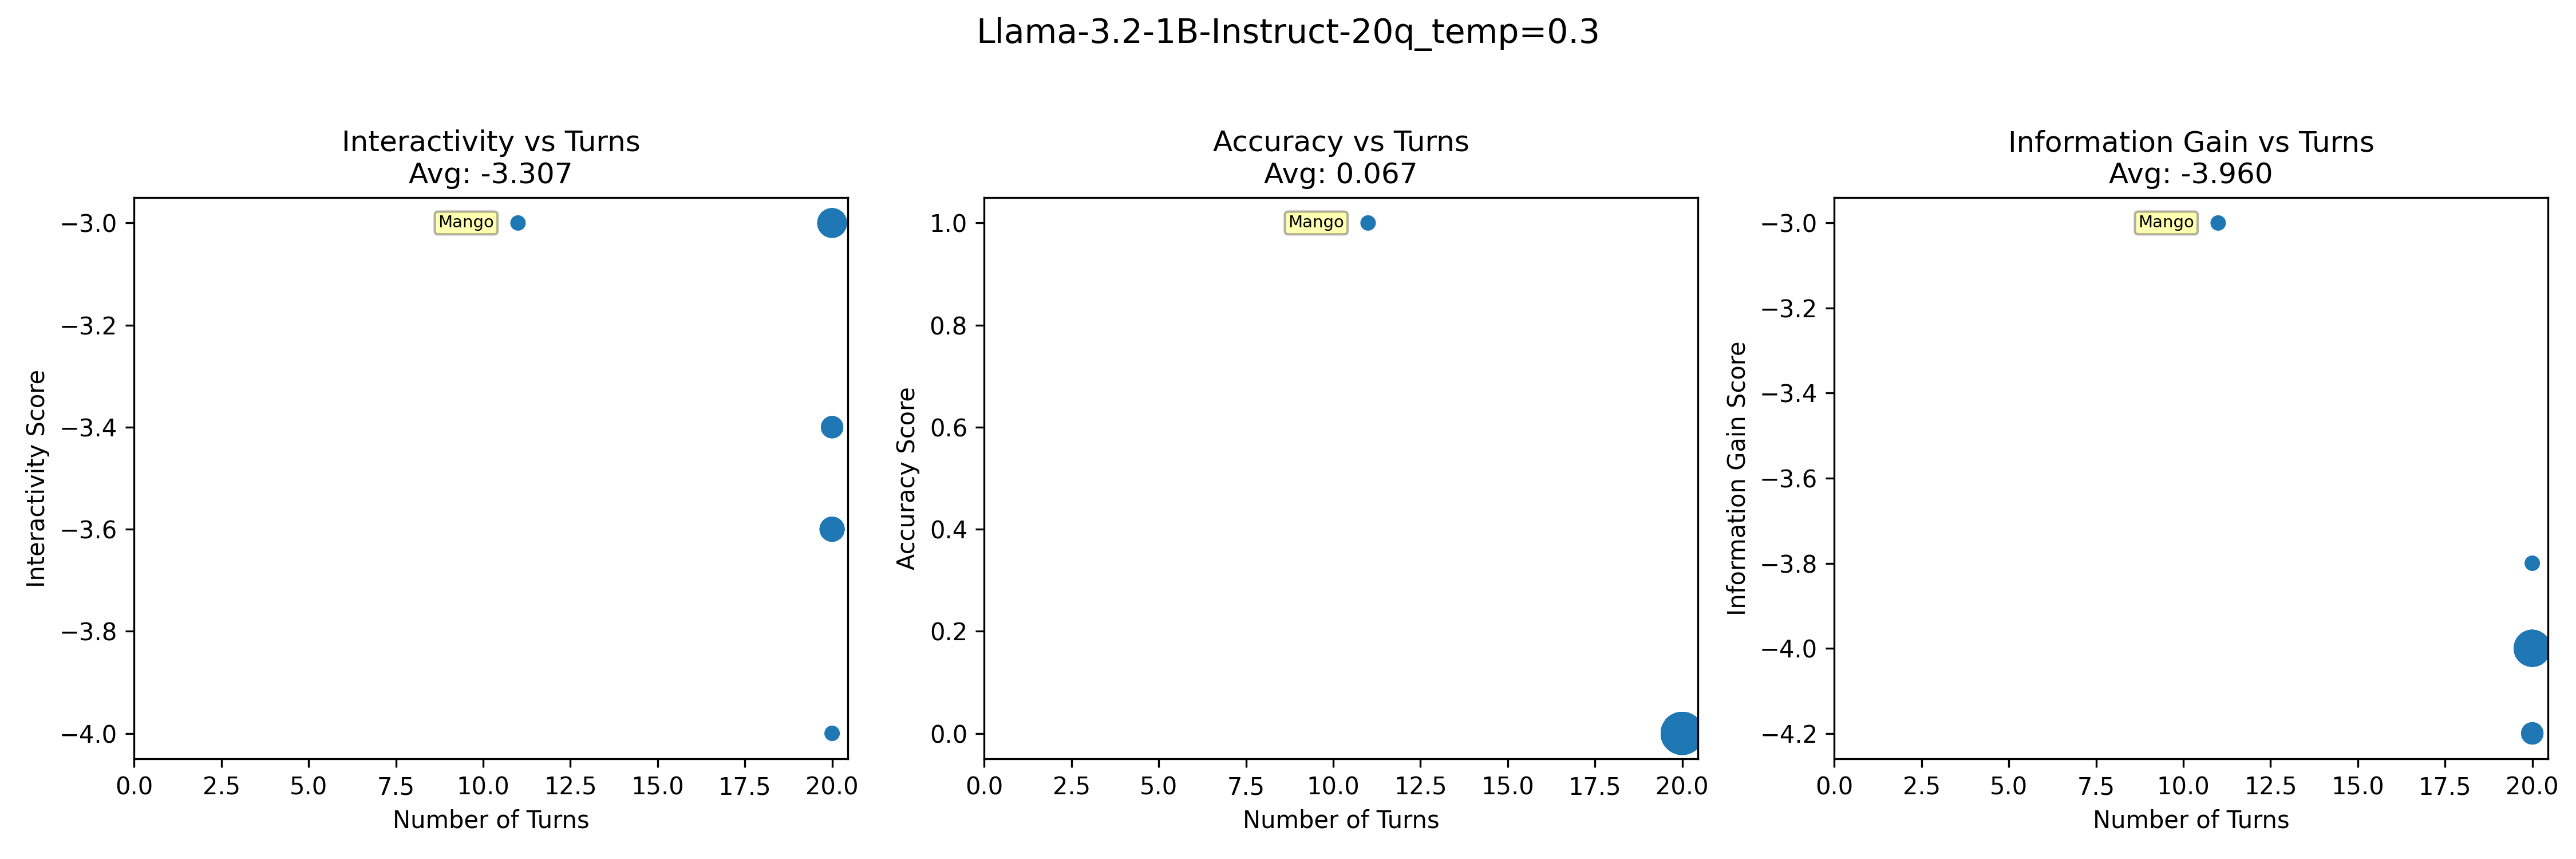 Llama-3.2-1B-Instruct-20q_temp=0.3
Interactivity vs Turns
Avg: -3.307
Interactivity Score
−3.0
−3.2
−3.4
−3.6
−3.8
−4.0
Mango
0.0 2.5 5.0 7.5 10.0 12.5 15.0 17.5 20.0
Number of Turns
Accuracy vs Turns
Avg: 0.067
Accuracy Score
1.0
0.8
0.6
0.4
0.2
0.0
Mango
0.0 2.5 5.0 7.5 10.0 12.5 15.0 17.5 20.0
Number of Turns
Information Gain vs Turns
Avg: -3.960
Information Gain Score
−3.0
−3.2
−3.4
−3.6
−3.8
−4.0
−4.2
Mango
0.0 2.5 5.0 7.5 10.0 12.5 15.0 17.5 20.0
Number of Turns